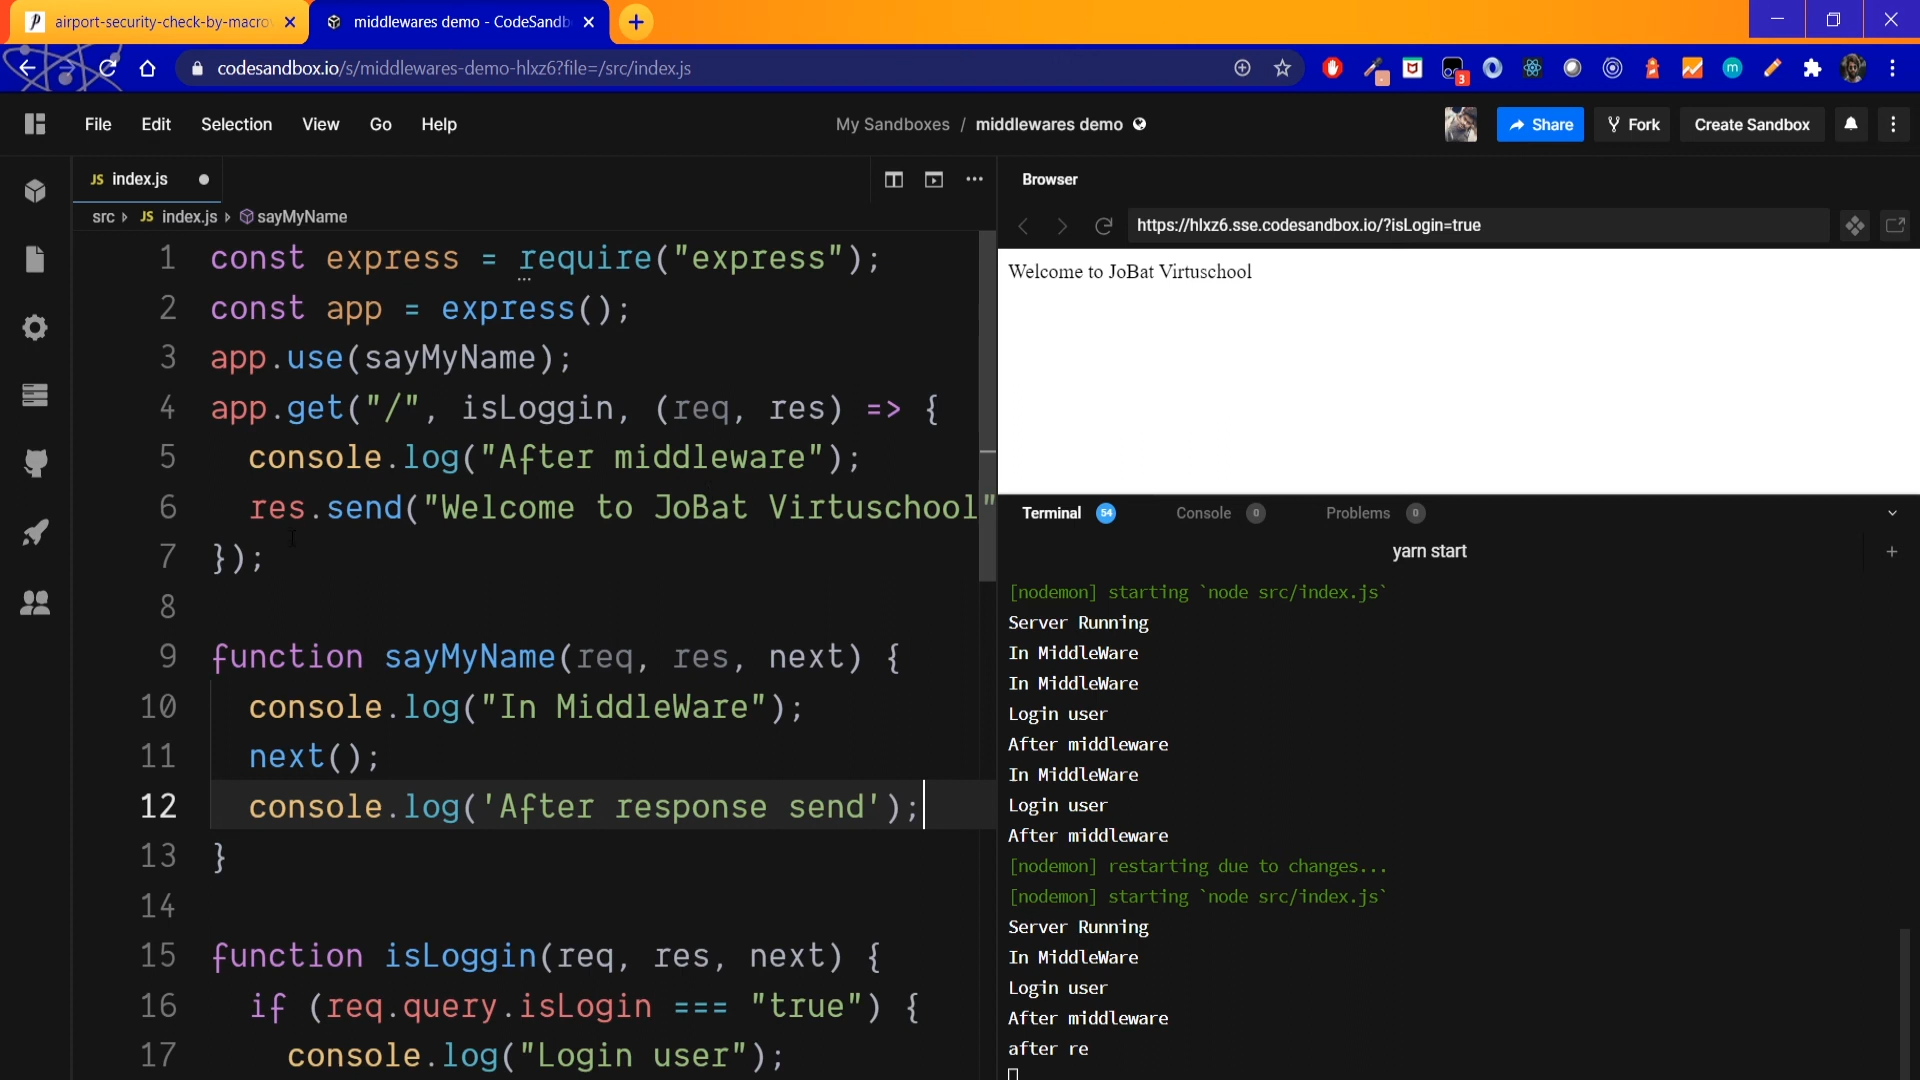 airport-security-check-by-macrov
middlewares demo - CodeSandb
codesandbox.io/s/middlewares-demo-hlxz6?file=/src/index.js
3
m
File Edit Selection View Go Help
My Sandboxes / middlewares demo
Share
Fork
Create Sandbox
JS index.js
src JS index.js sayMyName
1 const express = require("express");
2 const app = express();
3 app.use(sayMyName);
4 app.get("/", isLoggin, (req, res) => {
5 console.log("After middleware");
6 res.send("Welcome to JoBat Virtuschool"
7 });
8
9 function sayMyName(req, res, next) {
10 console.log("In MiddleWare");
11 next();
12 console.log('After response send');
13 }
14
15 function isLoggin(req, res, next) {
16 if (req.query.isLogin === "true") {
17 console.log("Login user");
Browser
https://hlxz6.sse.codesandbox.io/?isLogin=true
Welcome to JoBat Virtuschool
Terminal 54 Console 0 Problems 0
yarn start
[nodemon] starting `node src/index.js`
Server Running
In MiddleWare
In MiddleWare
Login user
After middleware
In MiddleWare
Login user
After middleware
[nodemon] restarting due to changes...
[nodemon] starting `node src/index.js`
Server Running
In MiddleWare
Login user
After middleware
after re